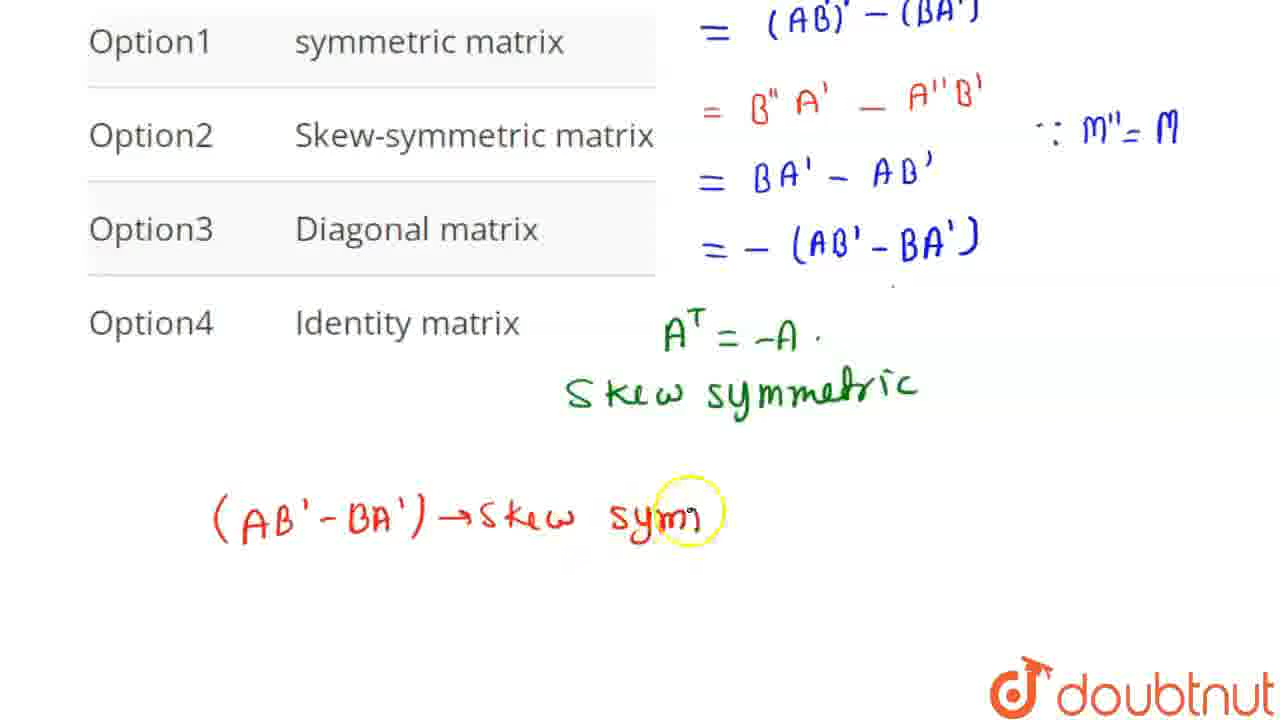 Option1 symmetric matrix
Option2 Skew-symmetric matrix
Option3 Diagonal matrix
Option4 Identity matrix
= (AB')' - (BA')
= B'' A' - A''B'
∵ M'' = M
= BA' - AB'
= - (AB' - BA')
Aᵀ = -A.
Skew symmetric
(AB' - BA') → Skew sym
doubtnut